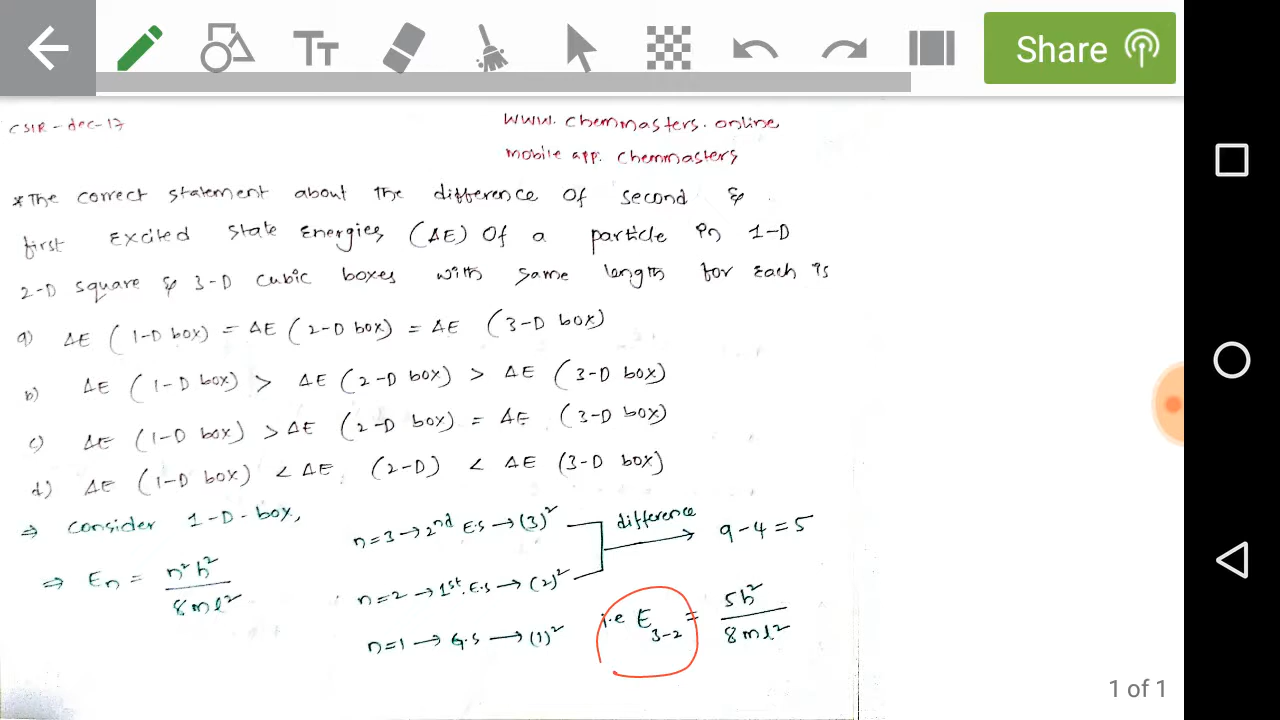 Share
CSIR-dec-17
www.chemmasters.online
mobile app. chemmasters
*The correct statement about the difference of second &
first excited state energies (ΔE) of a particle in 1-D
2-D square & 3-D cubic boxes with same length for each is
a) ΔE (1-D box) = ΔE (2-D box) = ΔE (3-D box)
b) ΔE (1-D box) > ΔE (2-D box) > ΔE (3-D box)
c) ΔE (1-D box) > ΔE (2-D box) = ΔE (3-D box)
d) ΔE (1-D box) < ΔE (2-D) < ΔE (3-D box)
⇒ consider 1-D-box,
⇒ En = n²h² / 8ml²
n=3 → 2nd E.S → (3)²
n=2 → 1st E.S → (2)²
n=1 → G.S → (1)²
difference
9-4=5
i.e E3-2 = 5h² / 8ml²
1 of 1